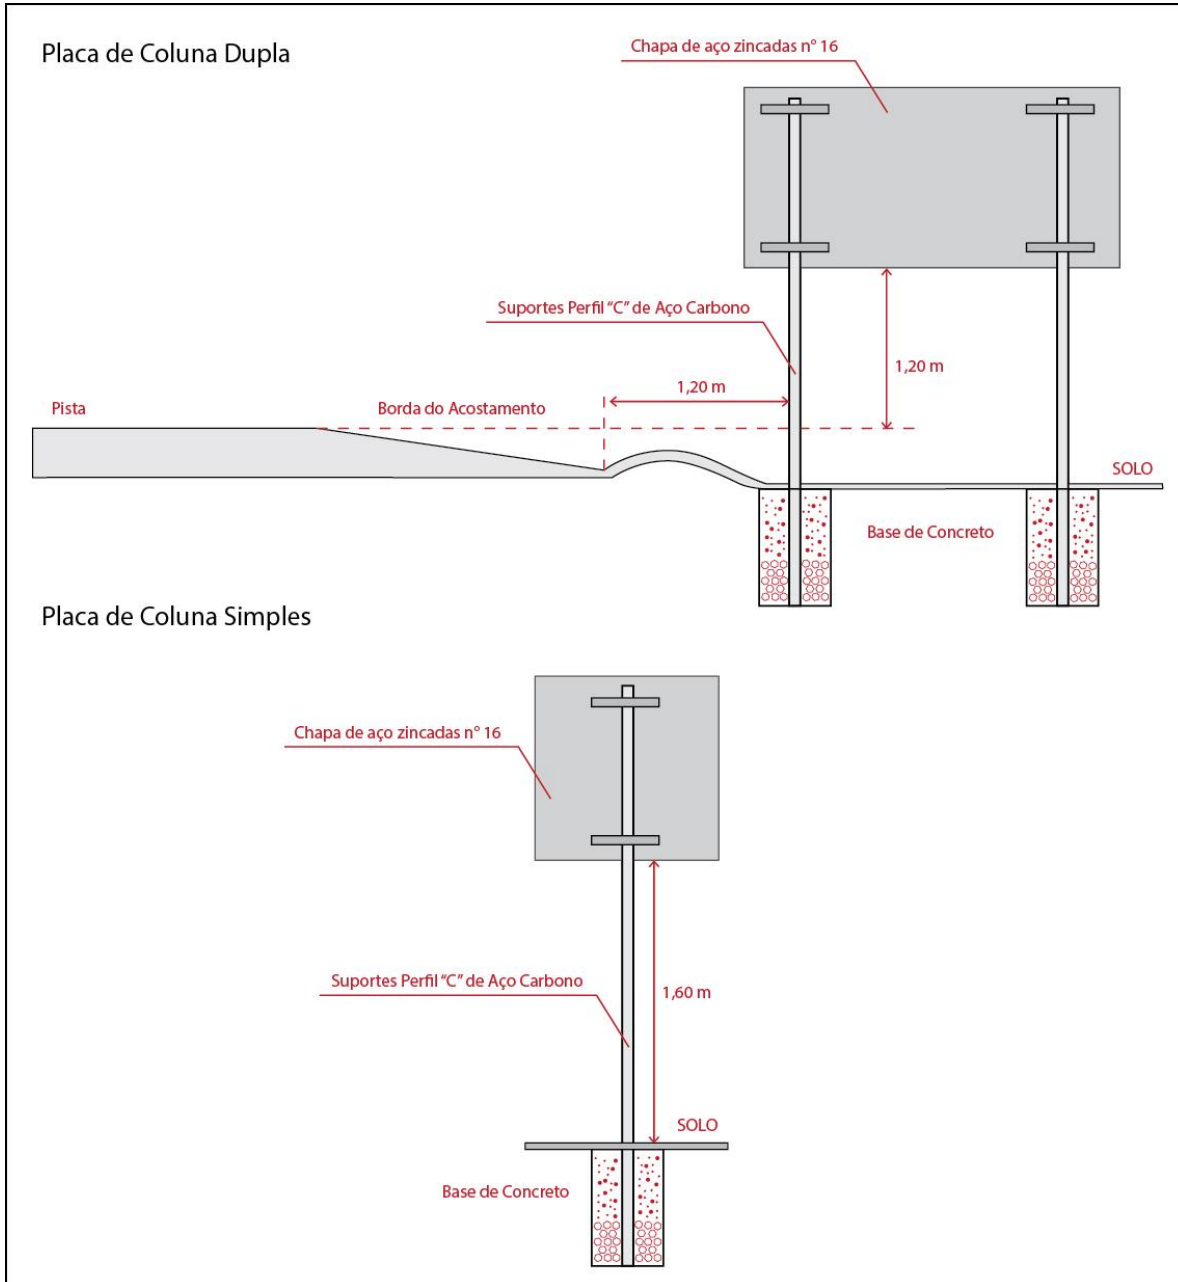 Placa de Coluna Dupla
Chapa de aço zincadas n° 16
Suportes Perfil “C” de Aço Carbono
1,20 m
1,20 m
Pista
Borda do Acostamento
SOLO
Base de Concreto
Placa de Coluna Simples
Chapa de aço zincadas n° 16
Suportes Perfil “C” de Aço Carbono
1,60 m
SOLO
Base de Concreto